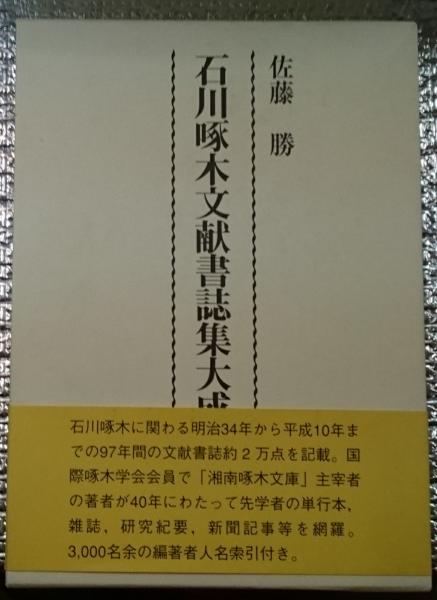 佐藤 勝
石川啄木文献書誌集大成
石川啄木に関わる明治34年から平成10年ま
での97年間の文献書誌約2万点を記載。国
際啄木学会会員で「湘南啄木文庫」主宰者
の著者が40年にわたって先学者の単行本，
雑誌，研究紀要，新聞記事等を網羅。
3,000名余の編著者人名索引付き。